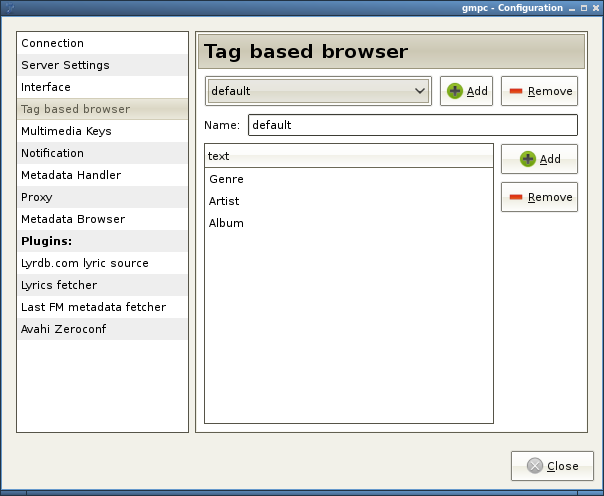 gmpc - Configuration
Connection
Server Settings
Interface
Tag based browser
Multimedia Keys
Notification
Metadata Handler
Proxy
Metadata Browser
Plugins:
Lyrdb.com lyric source
Lyrics fetcher
Last FM metadata fetcher
Avahi Zeroconf
Tag based browser
default Add Remove
Name: default
text
Genre
Artist
Album
Add
Remove
Close